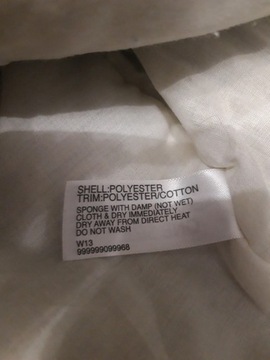 SHELL:POLYESTER
TRIM:POLYESTER/COTTON
SPONGE WITH DAMP (NOT WET)
CLOTH & DRY IMMEDIATELY
DRY AWAY FROM DIRECT HEAT
DO NOT WASH
W13
999999099968